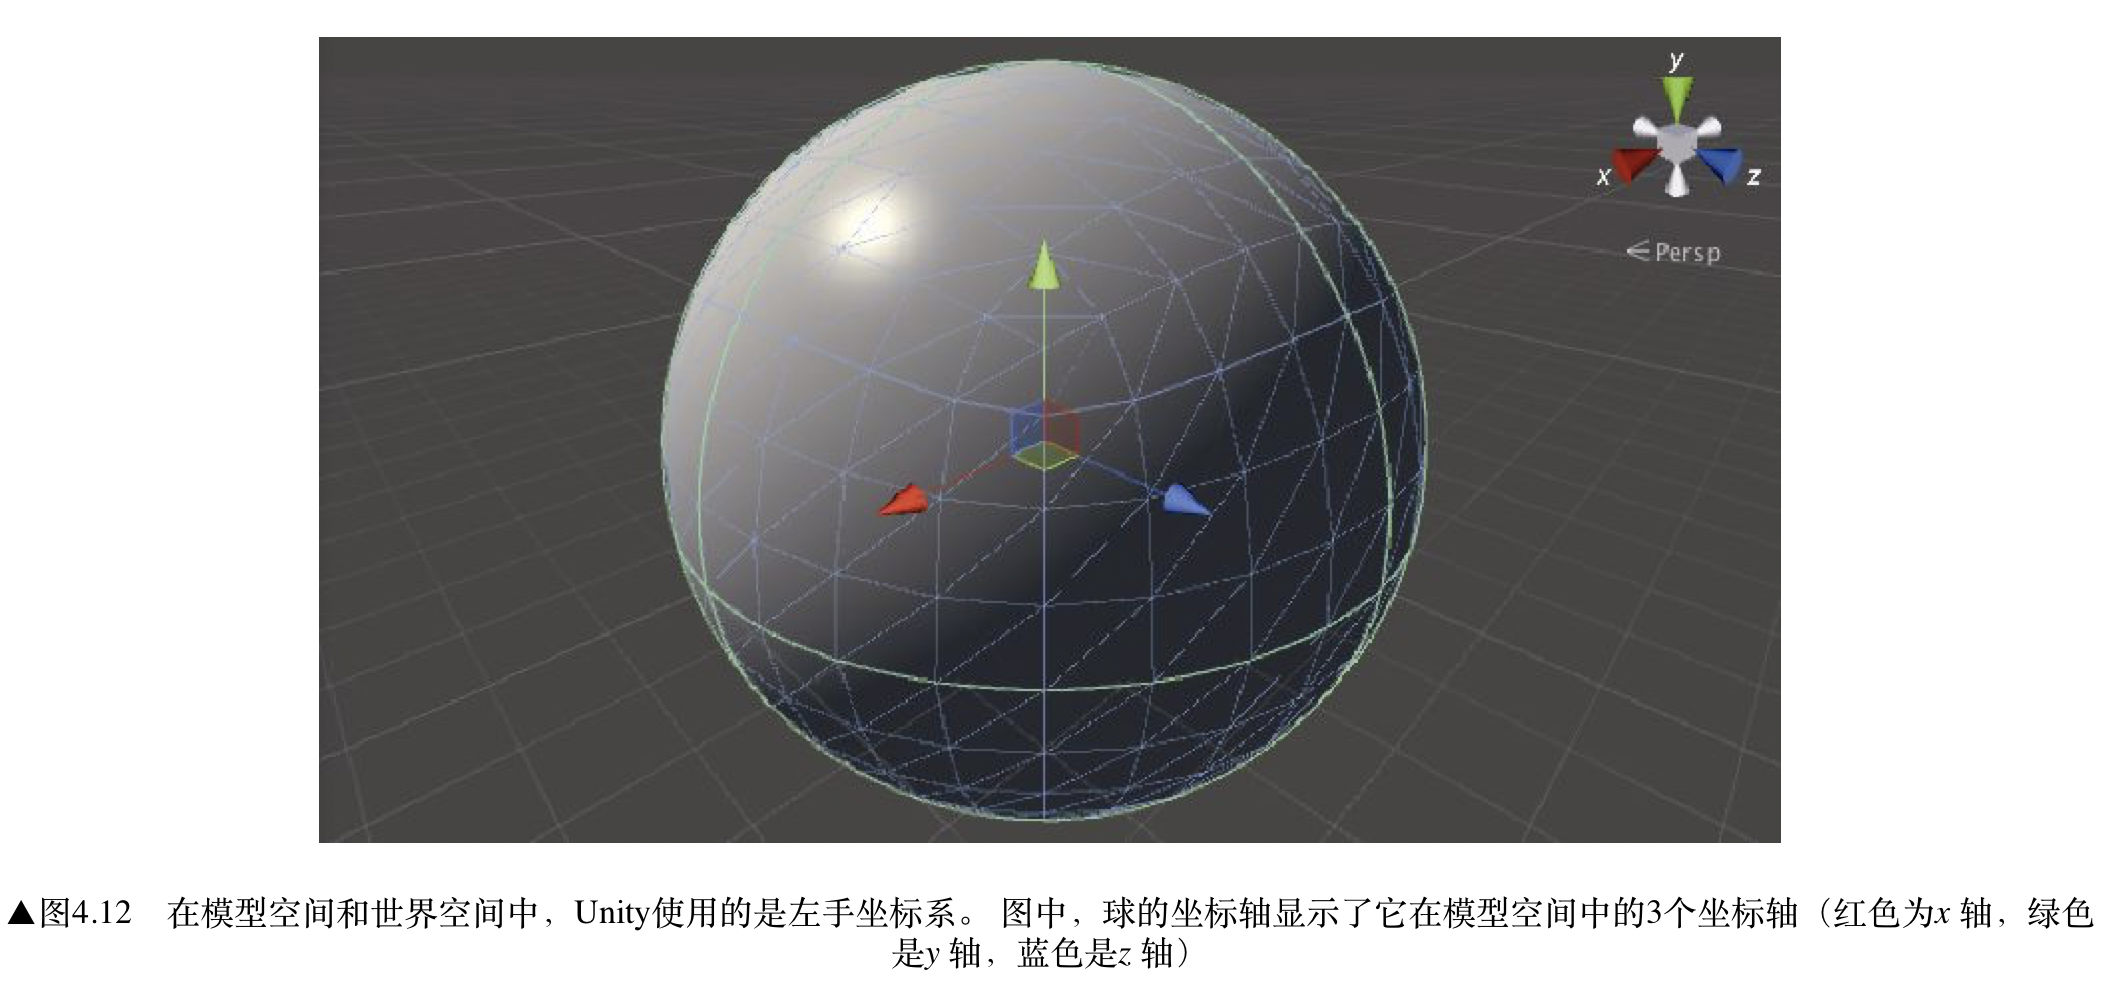 y
x
z
Persp
▲图4.12 在模型空间和世界空间中，Unity使用的是左手坐标系。 图中，球的坐标轴显示了它在模型空间中的3个坐标轴（红色为x 轴，绿色
是y 轴，蓝色是z 轴）